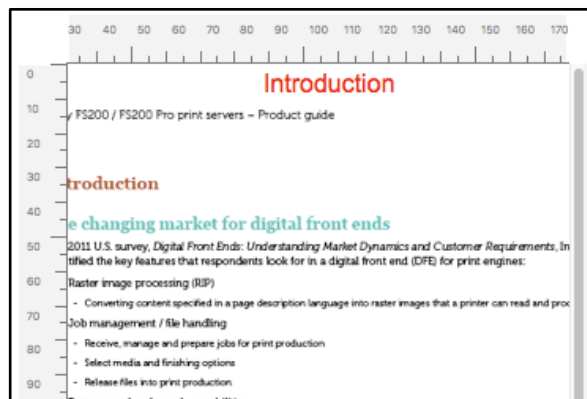 30 40 50 60 70 80 90 100 110 120 130 140 150 160 170
0
Introduction
10
y FS200 / FS200 Pro print servers – Product guide
20
30
troduction
40
e changing market for digital front ends
50
2011 U.S. survey, Digital Front Ends: Understanding Market Dynamics and Customer Requirements, In
tified the key features that respondents look for in a digital front end (DFE) for print engines:
60
Raster image processing (RIP)
- Converting content specified in a page description language into raster images that a printer can read and proc
70
Job management / file handling
- Receive, manage and prepare jobs for print production
80
- Select media and finishing options
90
- Release files into print production